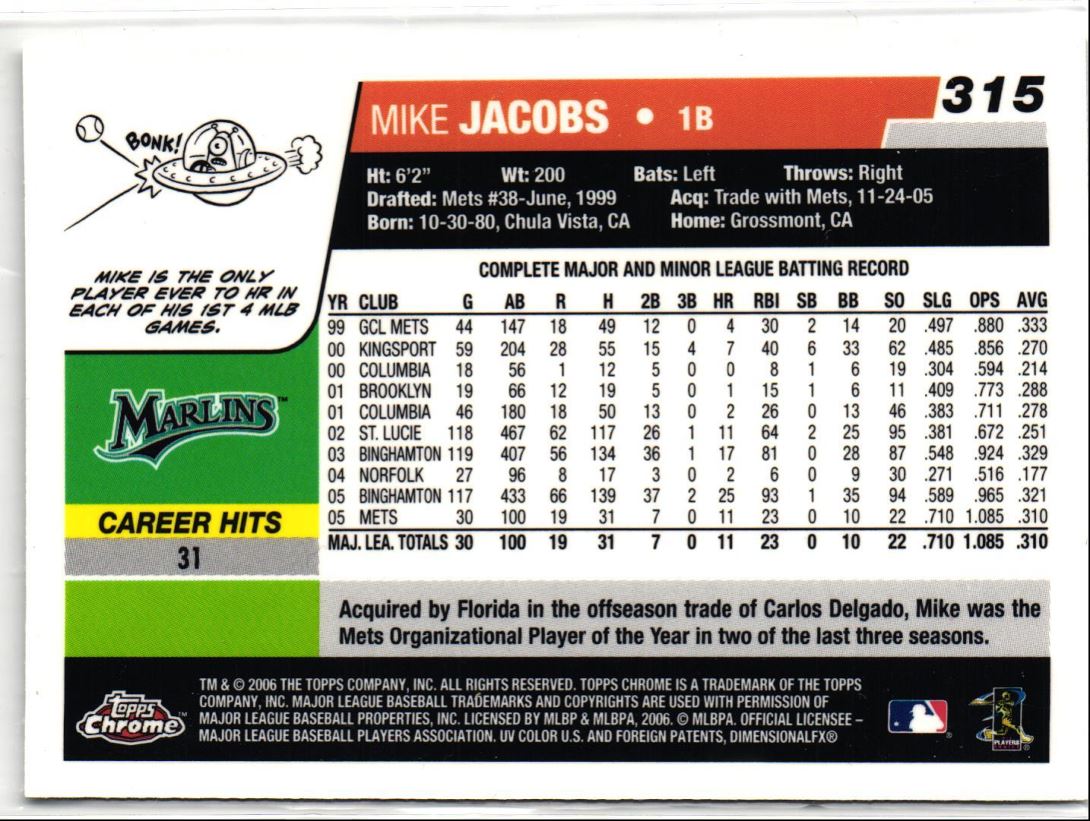 315
MIKE JACOBS • 1B
BONK!
Ht: 6'2” Wt: 200 Bats: Left Throws: Right
Drafted: Mets #38-June, 1999 Acq: Trade with Mets, 11-24-05
Born: 10-30-80, Chula Vista, CA Home: Grossmont, CA
MIKE IS THE ONLY
PLAYER EVER TO HR IN
EACH OF HIS 1ST 4 MLB
GAMES.
MARLINS™
CAREER HITS
31
COMPLETE MAJOR AND MINOR LEAGUE BATTING RECORD
YR CLUB G AB R H 2B 3B HR RBI SB BB SO SLG OPS AVG
99 GCL METS 44 147 18 49 12 0 4 30 2 14 20 .497 .880 .333
00 KINGSPORT 59 204 28 55 15 4 7 40 6 33 62 .485 .856 .270
00 COLUMBIA 18 56 1 12 5 0 0 8 1 6 19 .304 .594 .214
01 BROOKLYN 19 66 12 19 5 0 1 15 1 6 11 .409 .773 .288
01 COLUMBIA 46 180 18 50 13 0 2 26 0 13 46 .383 .711 .278
02 ST. LUCIE 118 467 62 117 26 1 11 64 2 25 95 .381 .672 .251
03 BINGHAMTON 119 407 56 134 36 1 17 81 0 28 87 .548 .924 .329
04 NORFOLK 27 96 8 17 3 0 2 6 0 9 30 .271 .516 .177
05 BINGHAMTON 117 433 66 139 37 2 25 93 1 35 94 .589 .965 .321
05 METS 30 100 19 31 7 0 11 23 0 10 22 .710 1.085 .310
MAJ. LEA. TOTALS 30 100 19 31 7 0 11 23 0 10 22 .710 1.085 .310
Acquired by Florida in the offseason trade of Carlos Delgado, Mike was the
Mets Organizational Player of the Year in two of the last three seasons.
Topps
Chrome™
TM & © 2006 THE TOPPS COMPANY, INC. ALL RIGHTS RESERVED. TOPPS CHROME IS A TRADEMARK OF THE TOPPS
COMPANY, INC. MAJOR LEAGUE BASEBALL TRADEMARKS AND COPYRIGHTS ARE USED WITH PERMISSION OF
MAJOR LEAGUE BASEBALL PROPERTIES, INC. LICENSED BY MLBP & MLBPA, 2006. © MLBPA. OFFICIAL LICENSEE –
MAJOR LEAGUE BASEBALL PLAYERS ASSOCIATION. UV COLOR U.S. AND FOREIGN PATENTS, DIMENSIONALFX®
PLAYERS